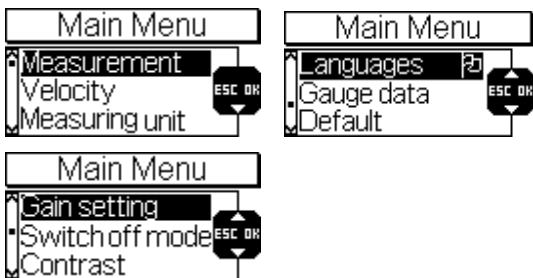 Main Menu
Measurement
Velocity
Measuring unit
ESC OK
Main Menu
Languages
Gauge data
Default
ESC OK
Main Menu
Gain setting
Switch off mode
Contrast
ESC OK